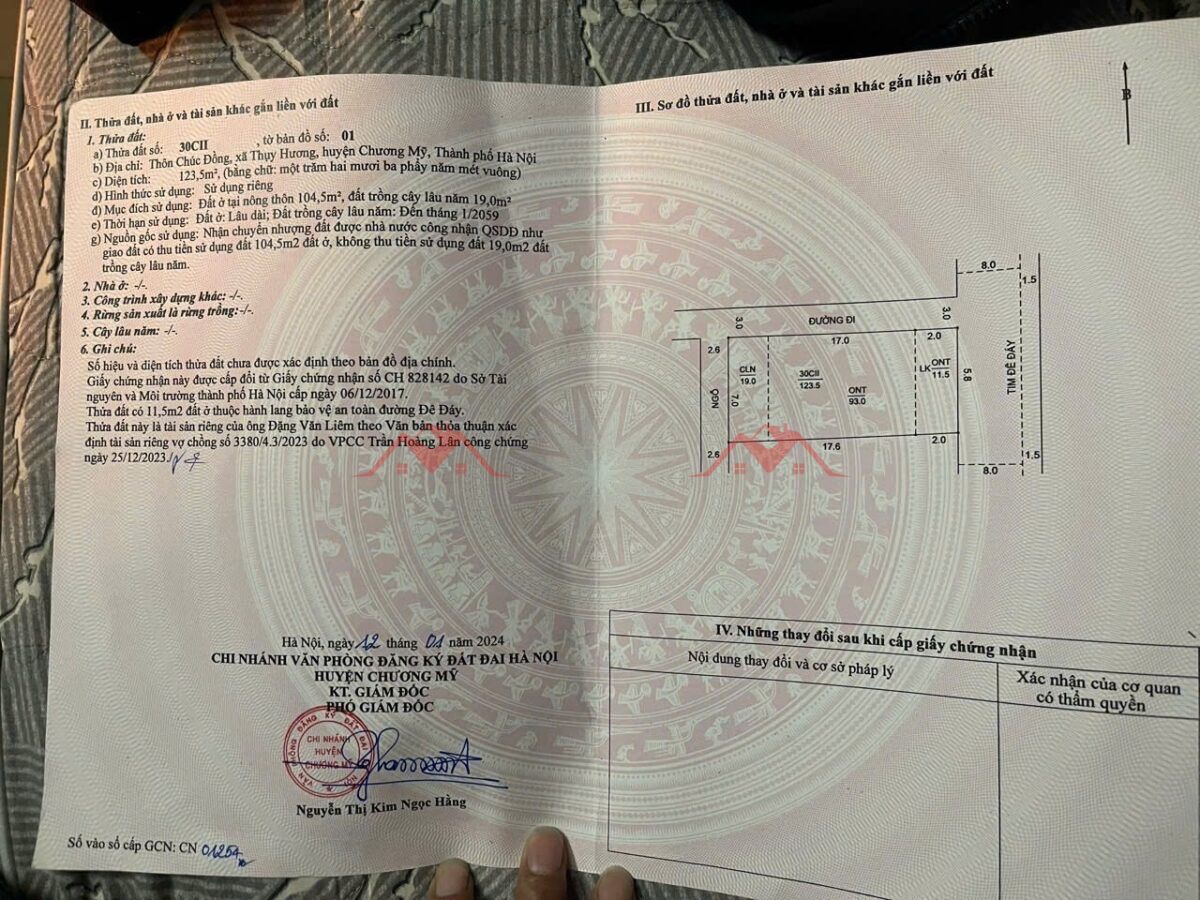 II. Thửa đất, nhà ở và tài sản khác gắn liền với đất
1. Thửa đất:
a) Thửa đất số: 30CII , tờ bản đồ số: 01
b) Địa chỉ: Thôn Chúc Đồng, xã Thụy Hương, huyện Chương Mỹ, Thành phố Hà Nội
c) Diện tích: 123,5m², (bằng chữ: một trăm hai mươi ba phẩy năm mét vuông)
d) Hình thức sử dụng: Sử dụng riêng
đ) Mục đích sử dụng: Đất ở tại nông thôn 104,5m², đất trồng cây lâu năm 19,0m²
e) Thời hạn sử dụng: Đất ở: Lâu dài; Đất trồng cây lâu năm: Đến tháng 1/2059
g) Nguồn gốc sử dụng: Nhận chuyển nhượng đất được nhà nước công nhận QSDĐ như
giao đất có thu tiền sử dụng đất 104,5m2 đất ở, không thu tiền sử dụng đất 19,0m2 đất
trồng cây lâu năm.
2. Nhà ở: -/-.
3. Công trình xây dựng khác: -/-.
4. Rừng sản xuất là rừng trồng:-/-.
5. Cây lâu năm: -/-.
6. Ghi chú:
Số hiệu và diện tích thửa đất chưa được xác định theo bản đồ địa chính.
Giấy chứng nhận này được cấp đổi từ Giấy chứng nhận số CH 828142 do Sở Tài
nguyên và Môi trường thành phố Hà Nội cấp ngày 06/12/2017.
Thửa đất có 11,5m2 đất ở thuộc hành lang bảo vệ an toàn đường Đê Đáy.
Thửa đất này là tài sản riêng của ông Đặng Văn Liêm theo Văn bản thỏa thuận xác
định tài sản riêng vợ chồng số 3380/4.3/2023 do VPCC Trần Hoàng Lân công chứng
ngày 25/12/2023./
Hà Nội, ngày 12 tháng 01 năm 2024
CHI NHÁNH VĂN PHÒNG ĐĂNG KÝ ĐẤT ĐAI HÀ NỘI
HUYỆN CHƯƠNG MỸ
KT. GIÁM ĐỐC
PHÓ GIÁM ĐỐC
VĂN PHÒNG ĐĂNG KÝ ĐẤT ĐAI HÀ NỘI
CHI NHÁNH
HUYỆN
CHƯƠNG MỸ
Nguyễn Thị Kim Ngọc Hằng
Số vào sổ cấp GCN: CN 01254
III. Sơ đồ thửa đất, nhà ở và tài sản khác gắn liền với đất
B
8.0
1.5
3.0
ĐƯỜNG ĐI
3.0
17.0
2.0
2.6
CLN
19.0
30CII
123.5
ONT
93.0
LK
ONT
11.5
5.8
TIM ĐÊ ĐÁY
NGÕ
7.0
2.6
17.6
2.0
8.0
1.5
IV. Những thay đổi sau khi cấp giấy chứng nhận
Nội dung thay đổi và cơ sở pháp lý
Xác nhận của cơ quan
có thẩm quyền